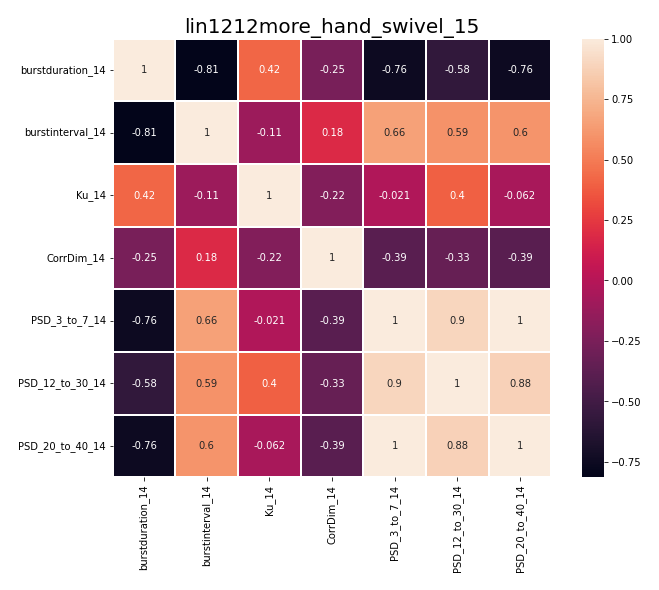 lin1212more_hand_swivel_15
burstduration_14 1 -0.81 0.42 -0.25 -0.76 -0.58 -0.76 1.00
burstinterval_14 -0.81 1 -0.11 0.18 0.66 0.59 0.6 0.75
Ku_14 0.42 -0.11 1 -0.22 -0.021 0.4 -0.062 0.50
0.25
CorrDim_14 -0.25 0.18 -0.22 1 -0.39 -0.33 -0.39 0.00
PSD_3_to_7_14 -0.76 0.66 -0.021 -0.39 1 0.9 1 −0.25
PSD_12_to_30_14 -0.58 0.59 0.4 -0.33 0.9 1 0.88 −0.50
PSD_20_to_40_14 -0.76 0.6 -0.062 -0.39 1 0.88 1 −0.75
burstduration_14
burstinterval_14
Ku_14
CorrDim_14
PSD_3_to_7_14
PSD_12_to_30_14
PSD_20_to_40_14